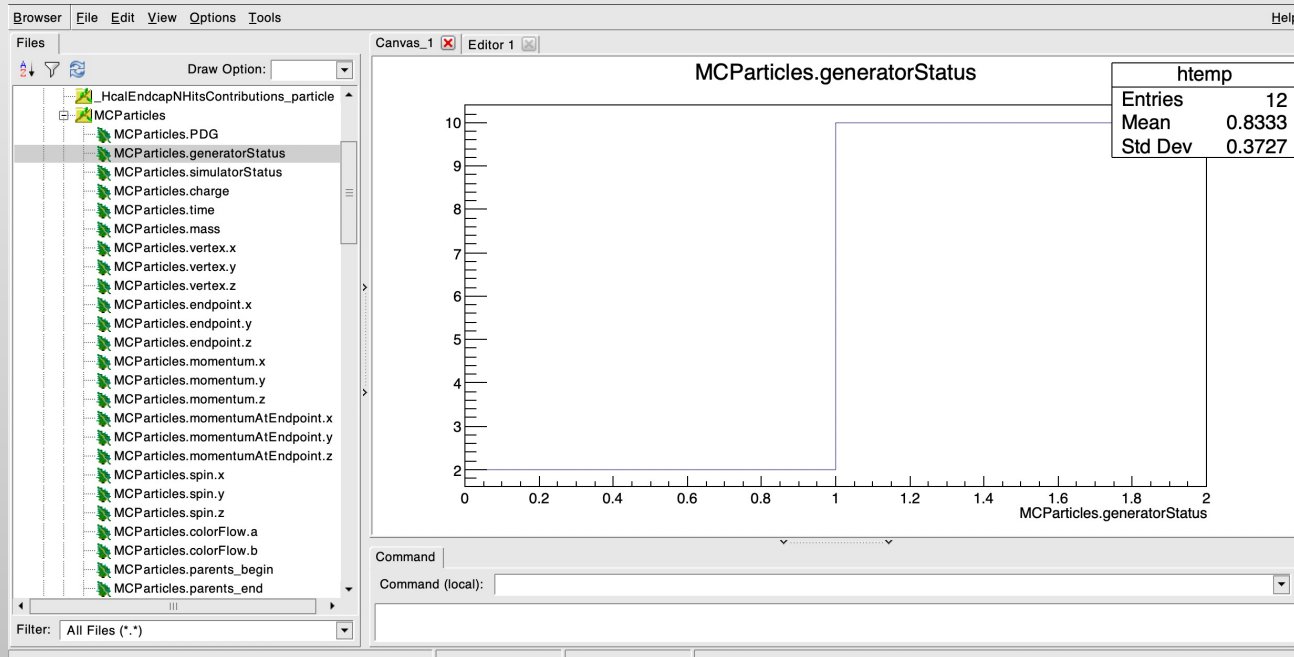 Browser File Edit View Options Tools Help
Files
Draw Option:
_HcalEndcapNHitsContributions_particle
MCParticles
MCParticles.PDG
MCParticles.generatorStatus
MCParticles.simulatorStatus
MCParticles.charge
MCParticles.time
MCParticles.mass
MCParticles.vertex.x
MCParticles.vertex.y
MCParticles.vertex.z
MCParticles.endpoint.x
MCParticles.endpoint.y
MCParticles.endpoint.z
MCParticles.momentum.x
MCParticles.momentum.y
MCParticles.momentum.z
MCParticles.momentumAtEndpoint.x
MCParticles.momentumAtEndpoint.y
MCParticles.momentumAtEndpoint.z
MCParticles.spin.x
MCParticles.spin.y
MCParticles.spin.z
MCParticles.colorFlow.a
MCParticles.colorFlow.b
MCParticles.parents_begin
MCParticles.parents_end
Filter: All Files (*.*)
Canvas_1 Editor 1
MCParticles.generatorStatus
htemp
Entries 12
Mean 0.8333
Std Dev 0.3727
10
9
8
7
6
5
4
3
2
0 0.2 0.4 0.6 0.8 1 1.2 1.4 1.6 1.8 2
MCParticles.generatorStatus
Command
Command (local):